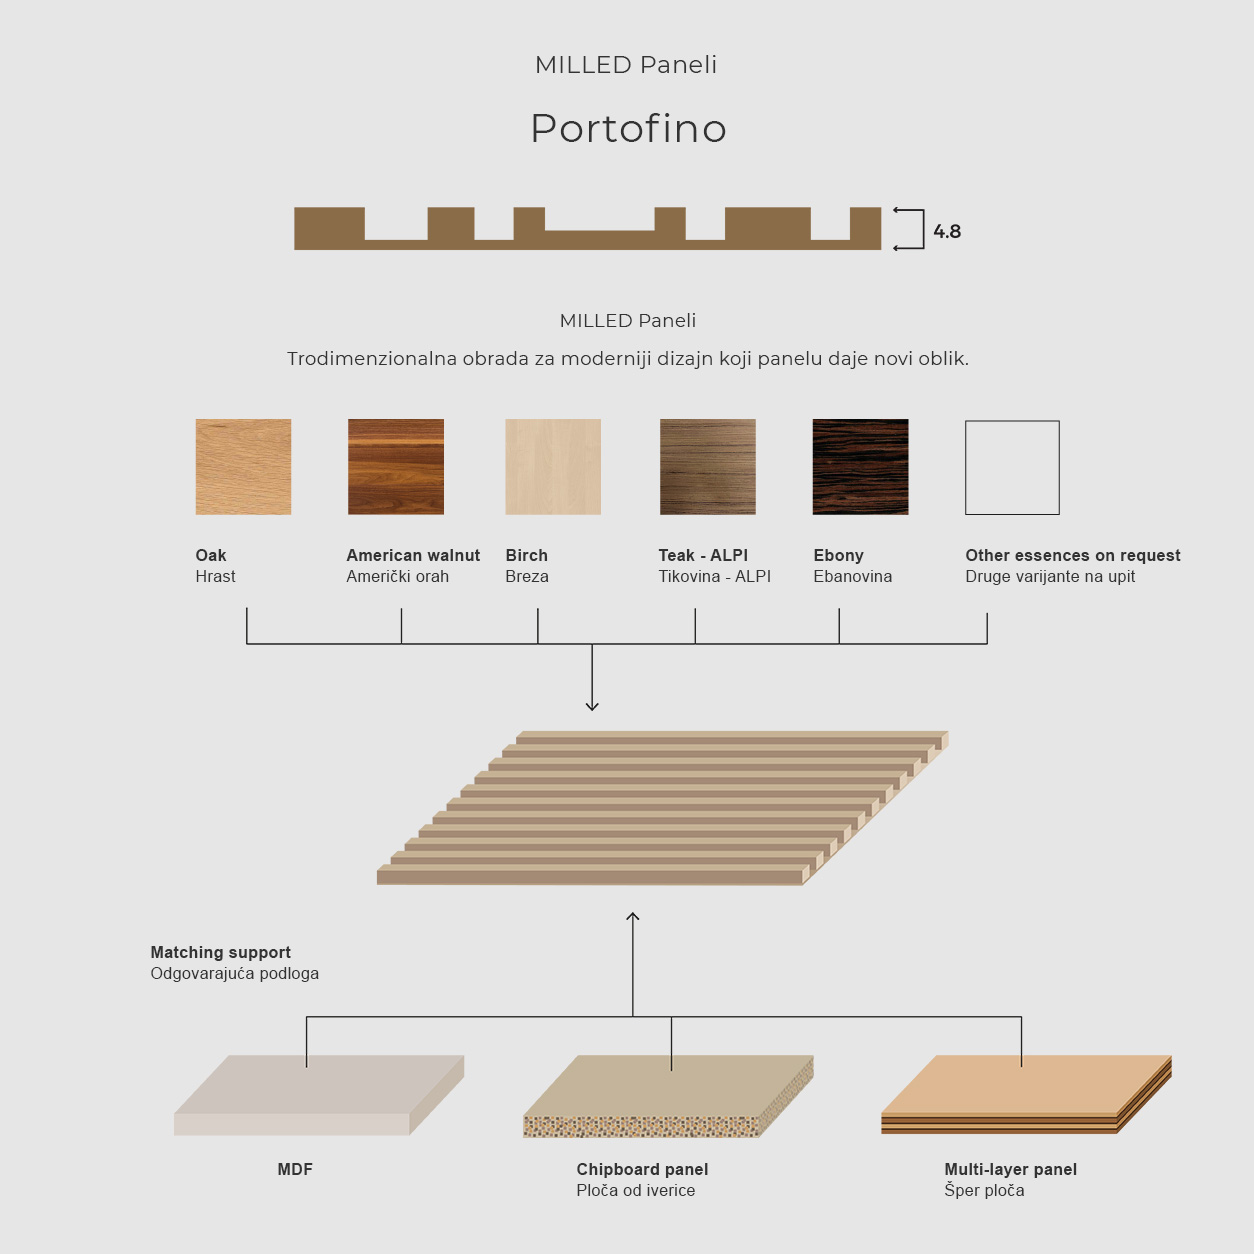 MILLED Paneli
Portofino
4.8
MILLED Paneli
Trodimenzionalna obrada za moderniji dizajn koji panelu daje novi oblik.
Oak
Hrast
American walnut
Američki orah
Birch
Breza
Teak - ALPI
Tikovina - ALPI
Ebony
Ebanovina
Other essences on request
Druge varijante na upit
Matching support
Odgovarajuća podloga
MDF
Chipboard panel
Ploča od iverice
Multi-layer panel
Šper ploča